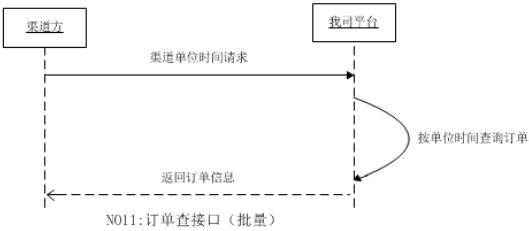 渠道方
我司平台
渠道单位时间请求
按单位时间查询订单
返回订单信息
NO11:订单查接口（批量）